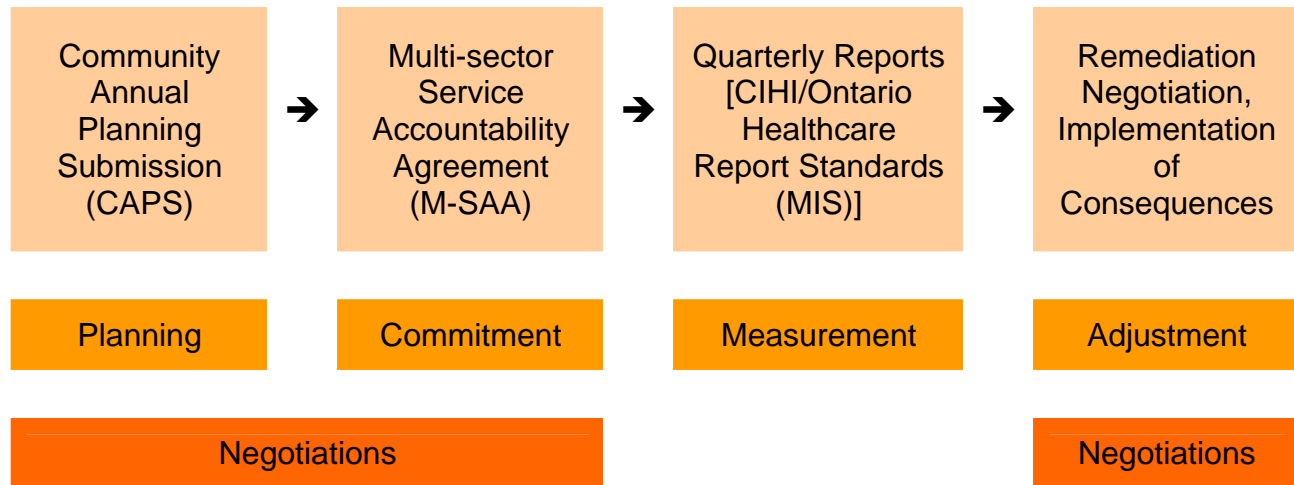 Community
Annual
Planning
Submission
(CAPS)
➔
Multi-sector
Service
Accountability
Agreement
(M-SAA)
➔
Quarterly Reports
[CIHI/Ontario
Healthcare
Report Standards
(MIS)]
➔
Remediation
Negotiation,
Implementation
of
Consequences
Planning
Commitment
Measurement
Adjustment
Negotiations
Negotiations